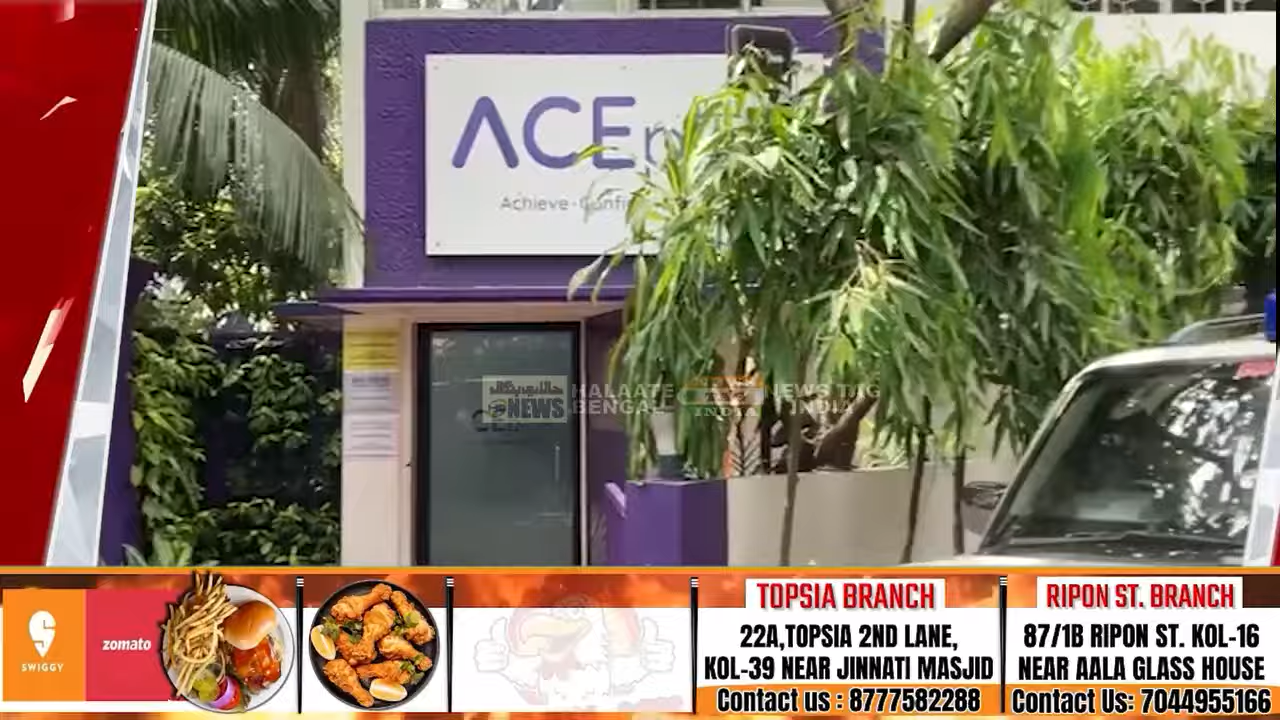 ACE
Achieve
NEWS
HALAATE
BENGAL
INDIA
NEWS TAG
INDIA
SWIGGY
zomato
TOPSIA BRANCH
22A,TOPSIA 2ND LANE,
KOL-39 NEAR JINNATI MASJID
Contact us : 8777582288
RIPON ST. BRANCH
87/1B RIPON ST. KOL-16
NEAR AALA GLASS HOUSE
Contact Us: 7044955166